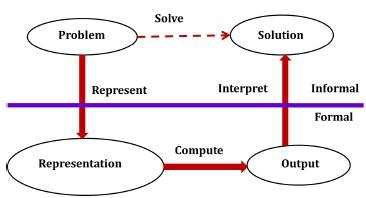 Solve
Problem
Solution
Represent
Interpret
Informal
Formal
Compute
Representation
Output